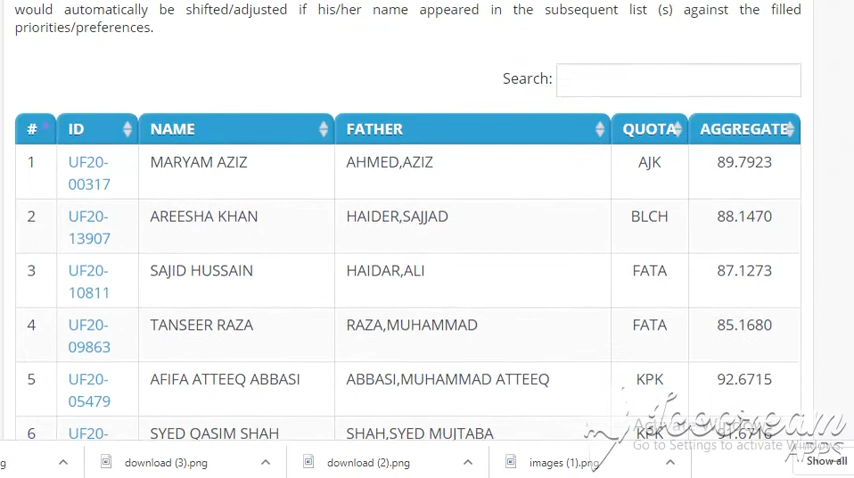 would automatically be shifted/adjusted if his/her name appeared in the subsequent list (s) against the filled
priorities/preferences.
Search:
# ID NAME FATHER QUOTA AGGREGATE
1 UF20-00317 MARYAM AZIZ AHMED,AZIZ AJK 89.7923
2 UF20-13907 AREESHA KHAN HAIDER,SAJJAD BLCH 88.1470
3 UF20-10811 SAJID HUSSAIN HAIDAR,ALI FATA 87.1273
4 UF20-09863 TANSEER RAZA RAZA,MUHAMMAD FATA 85.1680
5 UF20-05479 AFIFA ATTEEQ ABBASI ABBASI,MUHAMMAD ATTEEQ KPK 92.6715
6 UF20- SYED QASIM SHAH SHAH,SYED MUJTABA KPK 91.6716
Go to Settings to activate Windows.
APPS
ng download (3).png download (2).png images (1).png Show all